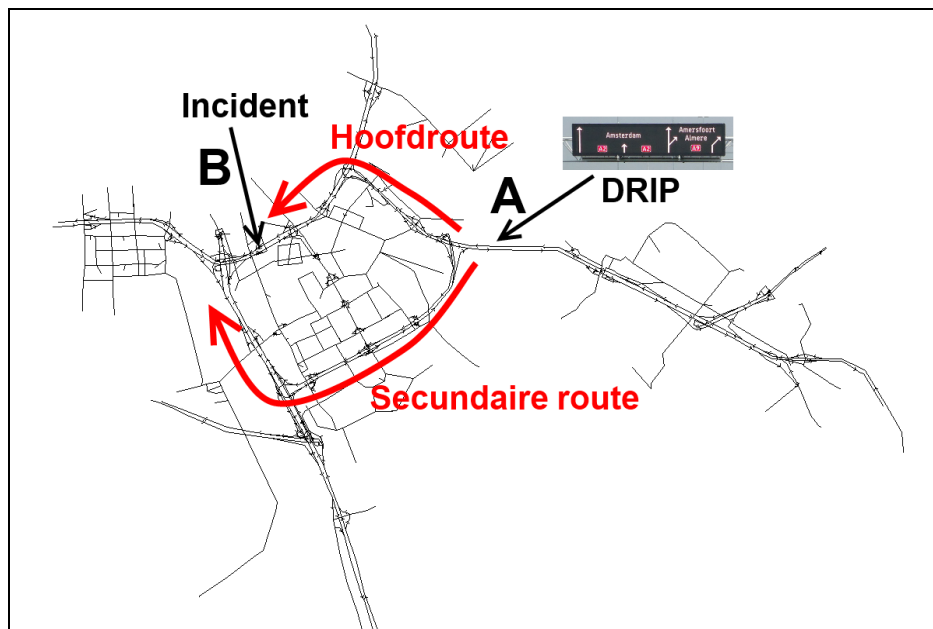 Incident
B
Hoofdroute
A
Amsterdam
Amersfoort
Almere
A2
A7
A9
DRIP
Secundaire route